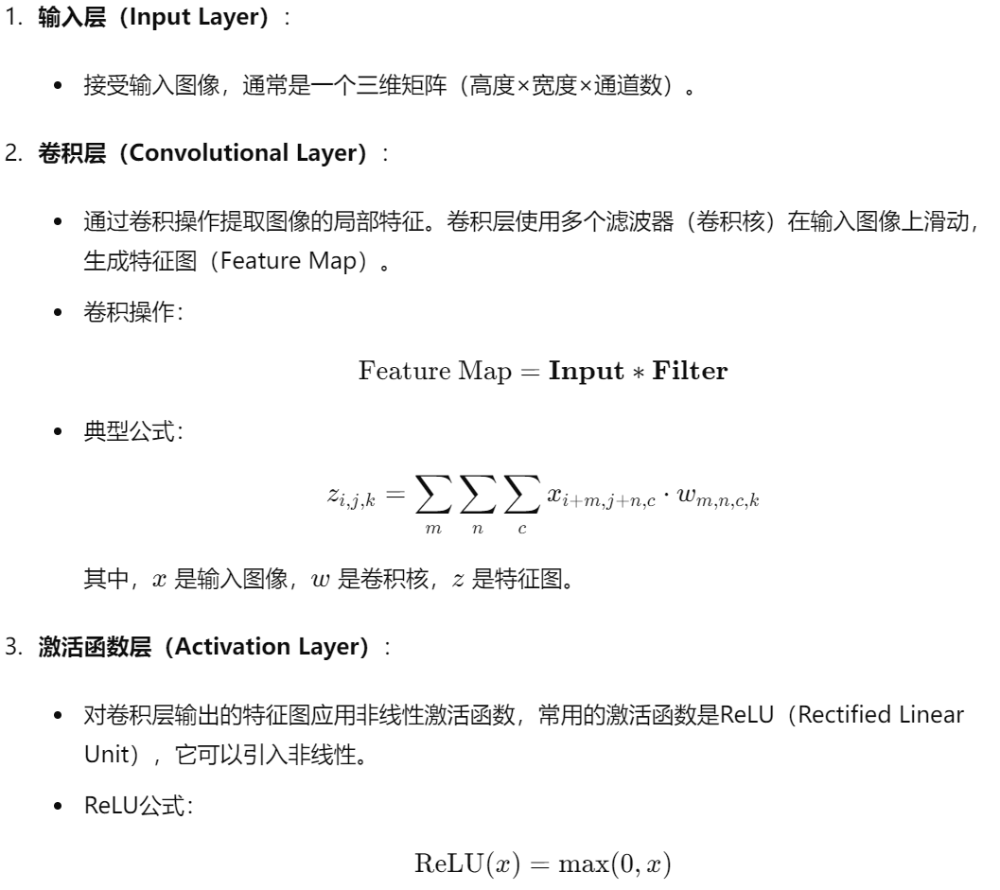 1. 输入层（Input Layer）：
• 接受输入图像，通常是一个三维矩阵（高度×宽度×通道数）。
2. 卷积层（Convolutional Layer）：
• 通过卷积操作提取图像的局部特征。卷积层使用多个滤波器（卷积核）在输入图像上滑动，
生成特征图（Feature Map）。
• 卷积操作：
Feature Map = Input * Filter
• 典型公式：
z_{i,j,k} = ∑_m ∑_n ∑_c x_{i+m,j+n,c} · w_{m,n,c,k}
其中，x 是输入图像，w 是卷积核，z 是特征图。
3. 激活函数层（Activation Layer）：
• 对卷积层输出的特征图应用非线性激活函数，常用的激活函数是ReLU（Rectified Linear
Unit），它可以引入非线性。
• ReLU公式：
ReLU(x) = max(0, x)